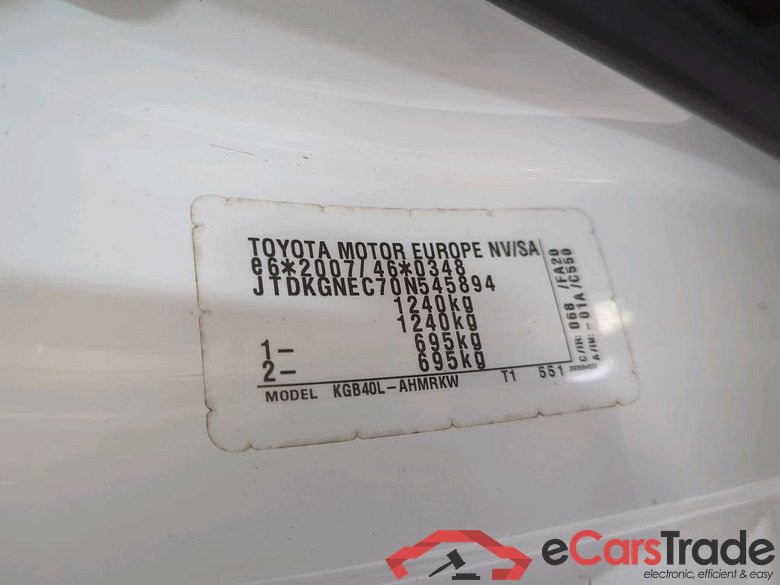 TOYOTA MOTOR EUROPE NV/SA
e6*2007/46*0348
JTDKGNEC70N545894
1240kg
1240kg
1- 695kg
2- 695kg
MODEL KGB40L-AHMRKW T1 551
C/TR: 068 /FA20
A/TM: -01A/C550
eCarsTrade
electronic, efficient & easy